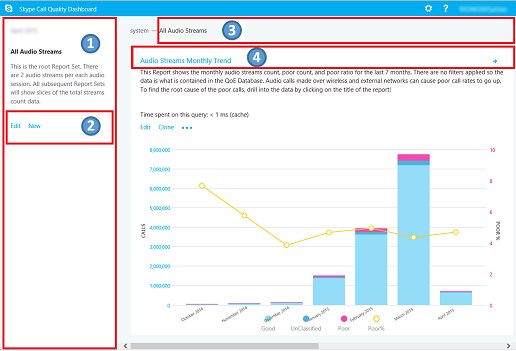 Skype Call Quality Dashboard
?
1
All Audio Streams
This is the root Report Set. There
are 2 audio streams per each audio
session. All subsequent Report Sets
will show slices of the total streams
count data.
2
Edit New
system — All Audio Streams
3
Audio Streams Monthly Trend
4
This Report shows the monthly audio streams count, poor count, and poor ratio for the last 7 months. There are no filters applied so the
data is what is contained in the QoE Database. Audio calls made over wireless and external networks can cause poor call rates to go up.
To find the root cause of the poor calls, drill into the data by clicking on the title of the report!
Time spent on this query: < 1 ms (cache)
Edit Clone •••
CALLS
8,000,000
7,000,000
6,000,000
5,000,000
4,000,000
3,000,000
2,000,000
1,000,000
0
POOR %
10
8
6
4
2
0
October 2014
November 2014
December 2014
January 2015
February 2015
March 2015
April 2015
Good UnClassified Poor Poor%